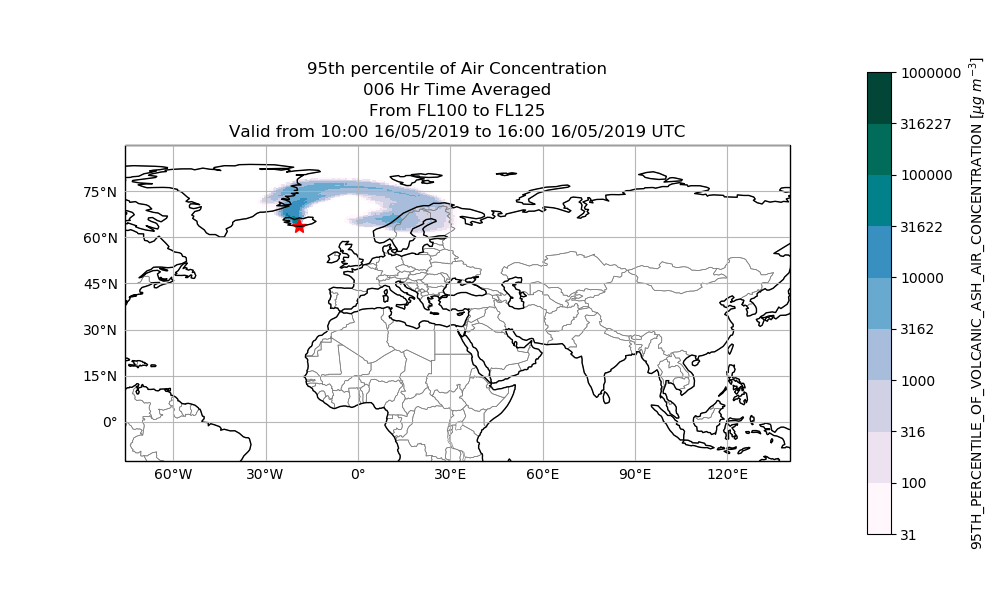 95th percentile of Air Concentration
006 Hr Time Averaged
From FL100 to FL125
Valid from 10:00 16/05/2019 to 16:00 16/05/2019 UTC
75°N
60°N
45°N
30°N
15°N
0°
60°W 30°W 0° 30°E 60°E 90°E 120°E
1000000
316227
100000
31622
10000
3162
1000
316
100
31
95TH_PERCENTILE_OF_VOLCANIC_ASH_AIR_CONCENTRATION [µg m⁻³]